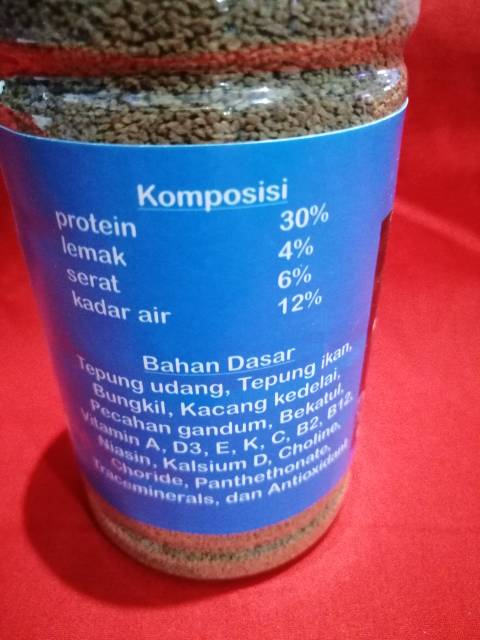 Komposisi
protein 30%
lemak 4%
serat 6%
kadar air 12%
Bahan Dasar
Tepung udang, Tepung ikan,
Bungkil, Kacang kedelai,
Pecahan gandum, Bekatul,
Vitamin A, D3, E, K, C, B2, B12,
Niasin, Kalsium D, Choline,
Choride, Panthethonate,
Traceminerals, dan Antioxidant